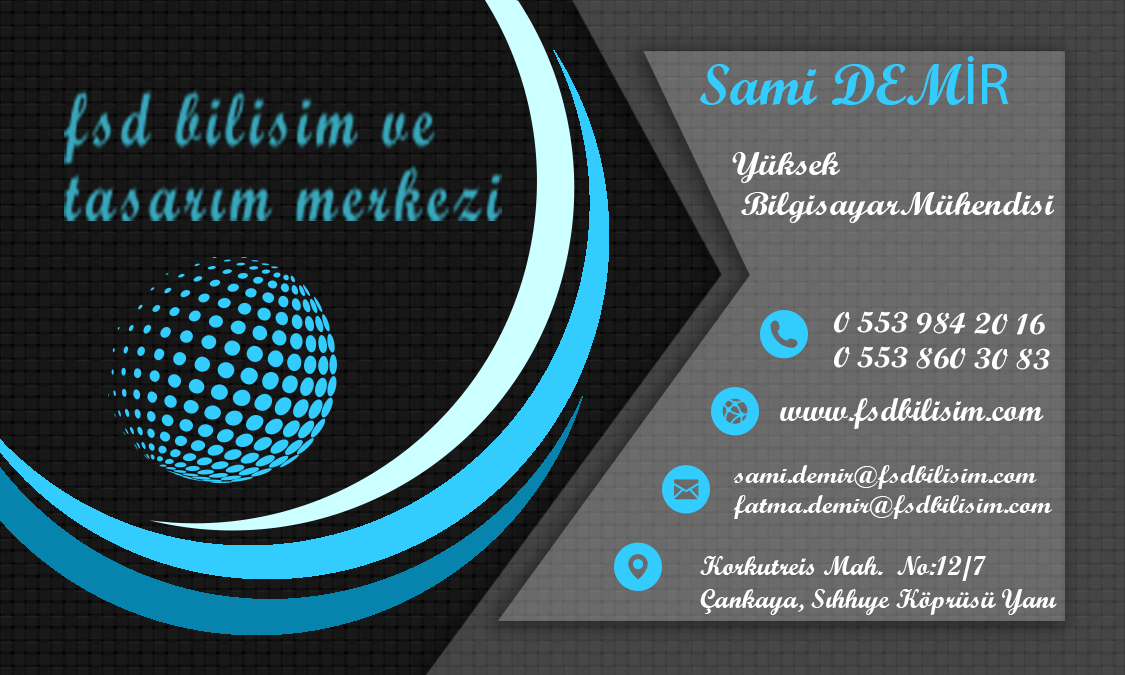 fsd bilisim ve
tasarım merkezi
Sami DEMİR
Yüksek
BilgisayarMühendisi
0 553 984 20 16
0 553 860 30 83
www.fsdbilisim.com
sami.demir@fsdbilisim.com
fatma.demir@fsdbilisim.com
Korkutreis Mah. No:12/7
Çankaya, Sıhhıye Köprüsü Yanı